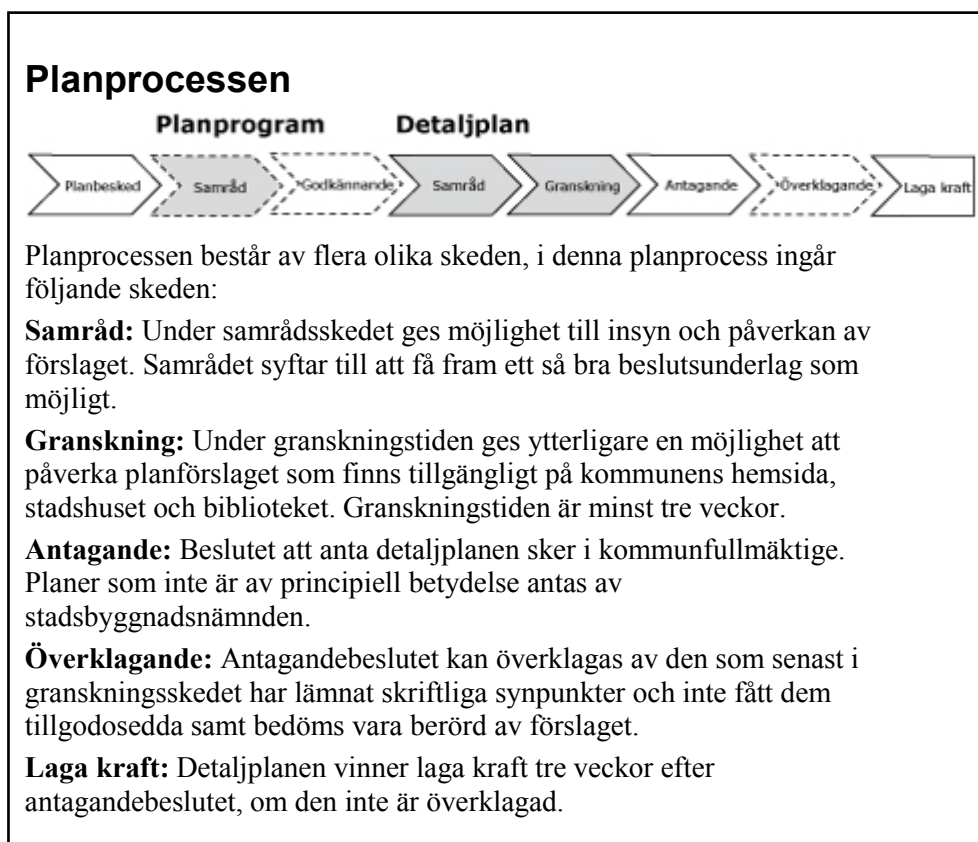 Planprocessen
Planprogram Detaljplan
Planbesked Samråd Godkännande Samråd Granskning Antagande Överklagande Laga kraft
Planprocessen består av flera olika skeden, i denna planprocess ingår
följande skeden:
Samråd: Under samrådsskedet ges möjlighet till insyn och påverkan av
förslaget. Samrådet syftar till att få fram ett så bra beslutsunderlag som
möjligt.
Granskning: Under granskningstiden ges ytterligare en möjlighet att
påverka planförslaget som finns tillgängligt på kommunens hemsida,
stadshuset och biblioteket. Granskningstiden är minst tre veckor.
Antagande: Beslutet att anta detaljplanen sker i kommunfullmäktige.
Planer som inte är av principiell betydelse antas av
stadsbyggnadsnämnden.
Överklagande: Antagandebeslutet kan överklagas av den som senast i
granskningsskedet har lämnat skriftliga synpunkter och inte fått dem
tillgodosedda samt bedöms vara berörd av förslaget.
Laga kraft: Detaljplanen vinner laga kraft tre veckor efter
antagandebeslutet, om den inte är överklagad.